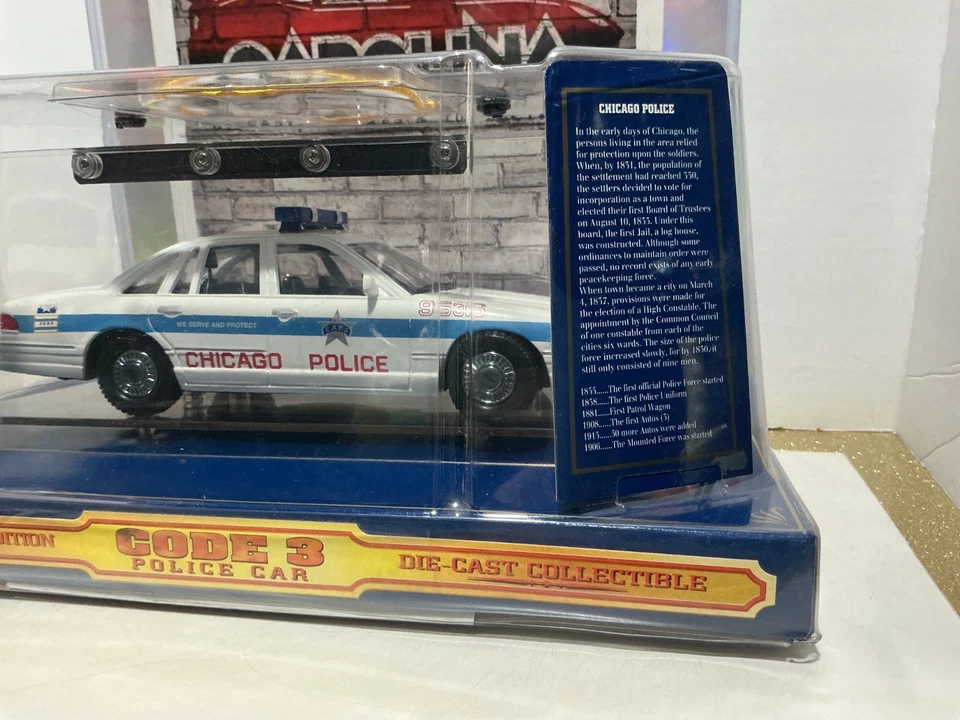 CAROLINA
CHICAGO POLICE
In the early days of Chicago, the
persons living in the area relied
for protection upon the soldiers.
When, by 1831, the population of
the settlement had reached 350,
the settlers decided to vote for
incorporation as a town and
elected their first Board of Trustees
on August 10, 1833. Under this
board, the first Jail, a log house,
was constructed. Although some
ordinances to maintain order were
passed, no record exists of any early
peacekeeping force.
When town became a city on March
4, 1837, provisions were made for
the election of a High Constable. The
appointment by the Common Council
of one constable from each of the
cities six wards. The size of the police
force increased slowly, for by 1850, it
still only consisted of nine men.
1855......The first official Police Force started
1858......The first Police Uniform
1881......First Patrol Wagon
1908......The first Autos (3)
1913......30 more Autos were added
1906......The Mounted Force was started
9535
WE SERVE AND PROTECT
CAPS
CHICAGO POLICE
CODE 3
POLICE CAR
DIE-CAST COLLECTIBLE